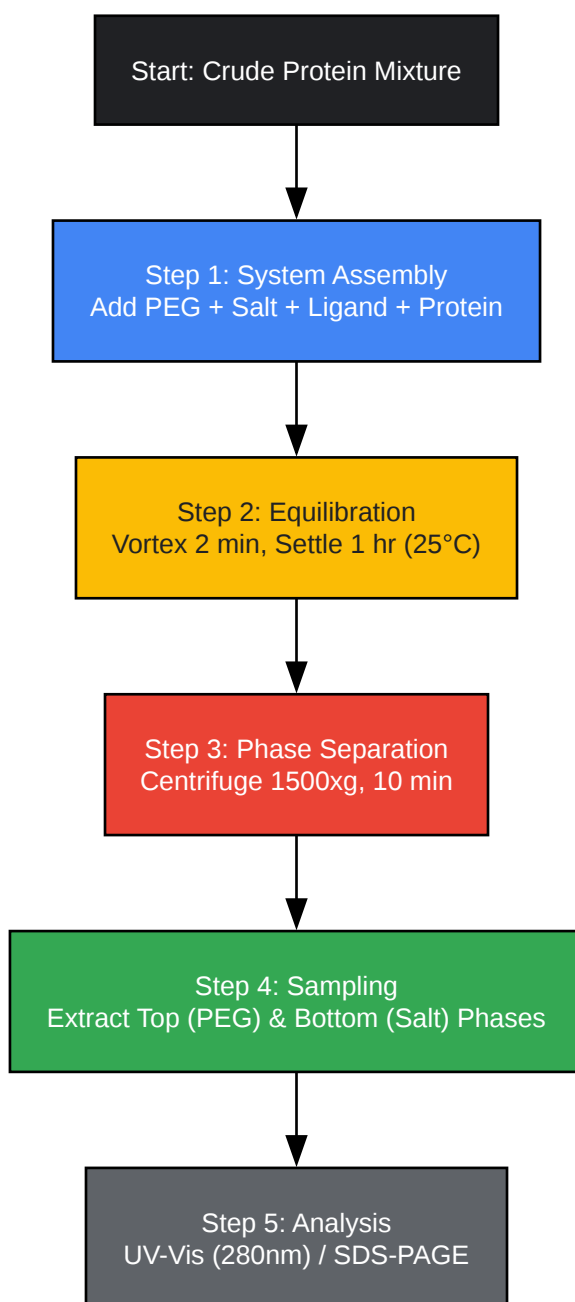 Start: Crude Protein Mixture
Step 1: System Assembly
Add PEG + Salt + Ligand + Protein
Step 2: Equilibration
Vortex 2 min, Settle 1 hr (25°C)
Step 3: Phase Separation
Centrifuge 1500xg, 10 min
Step 4: Sampling
Extract Top (PEG) & Bottom (Salt) Phases
Step 5: Analysis
UV-Vis (280nm) / SDS-PAGE